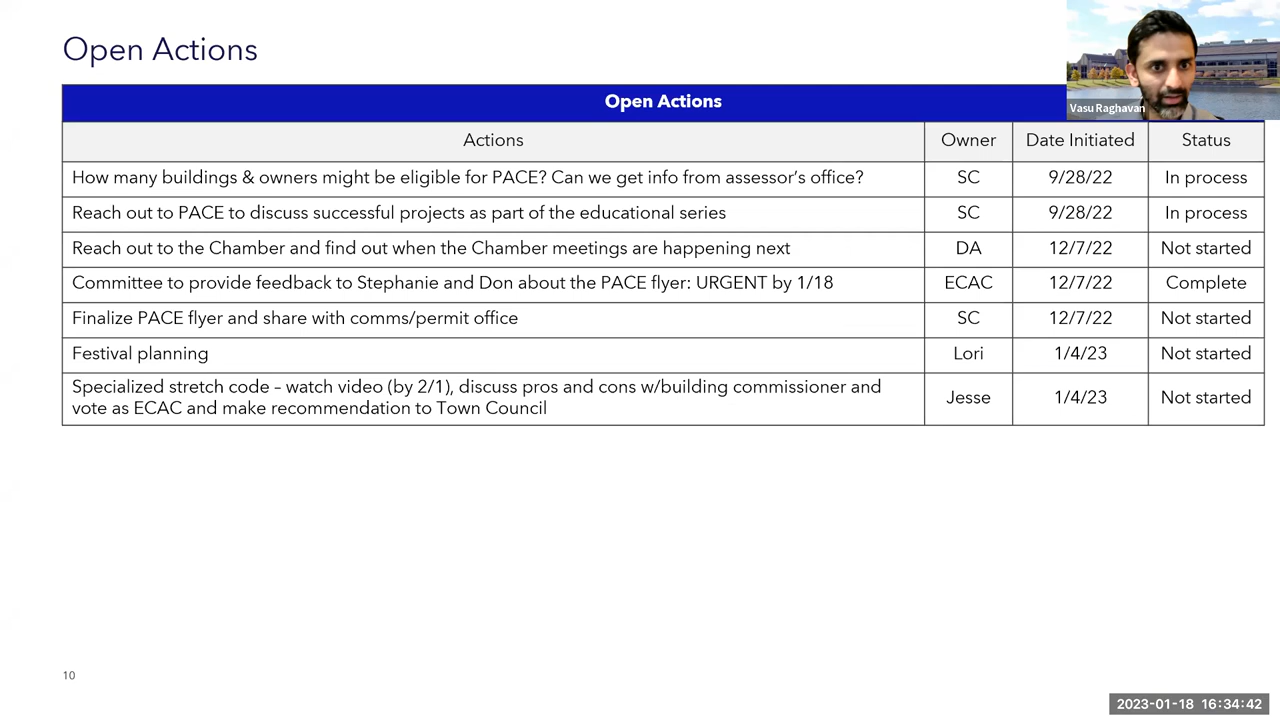 Open Actions
Vasu Raghavan
Open Actions
Actions Owner Date Initiated Status
How many buildings & owners might be eligible for PACE? Can we get info from assessor's office? SC 9/28/22 In process
Reach out to PACE to discuss successful projects as part of the educational series SC 9/28/22 In process
Reach out to the Chamber and find out when the Chamber meetings are happening next DA 12/7/22 Not started
Committee to provide feedback to Stephanie and Don about the PACE flyer: URGENT by 1/18 ECAC 12/7/22 Complete
Finalize PACE flyer and share with comms/permit office SC 12/7/22 Not started
Festival planning Lori 1/4/23 Not started
Specialized stretch code – watch video (by 2/1), discuss pros and cons w/building commissioner and
vote as ECAC and make recommendation to Town Council Jesse 1/4/23 Not started
10
2023-01-18 16:34:42